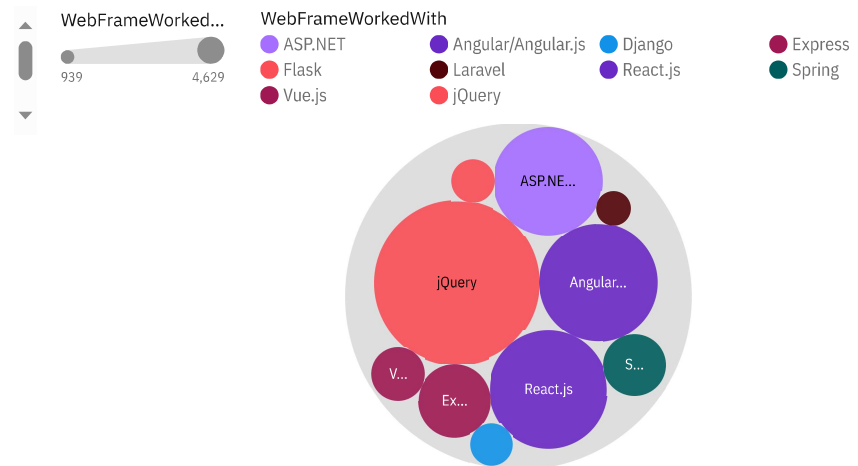 WebFrameWorked...
939 4,629
WebFrameWorkedWith
ASP.NET Angular/Angular.js Django Express
Flask Laravel React.js Spring
Vue.js jQuery
ASP.NE...
jQuery
Angular...
S...
V...
React.js
Ex...